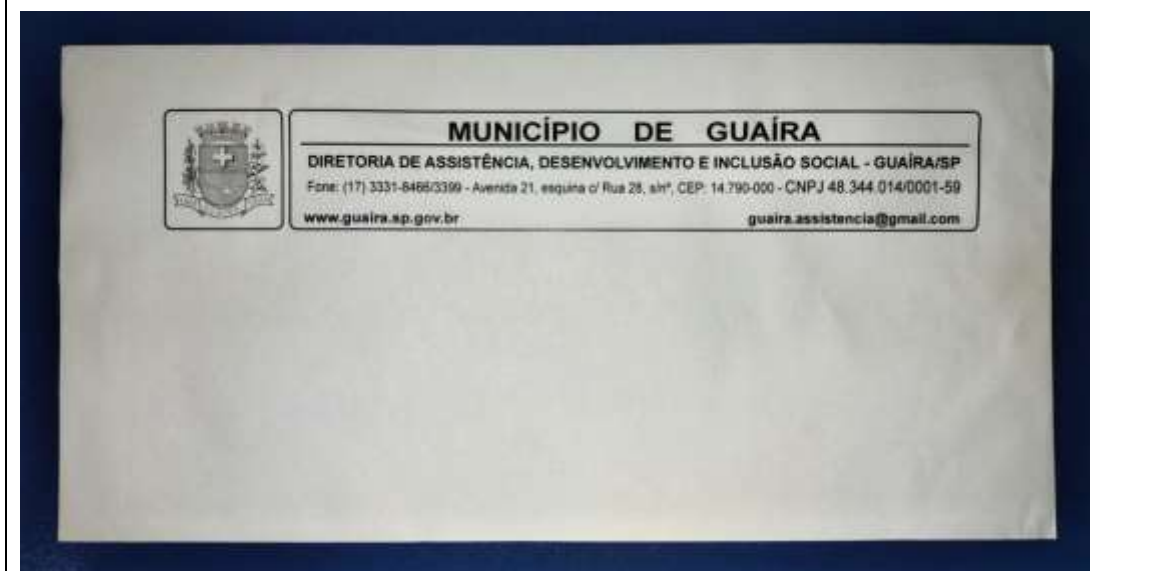 MUNICÍPIO DE GUAÍRA
DIRETORIA DE ASSISTÊNCIA, DESENVOLVIMENTO E INCLUSÃO SOCIAL - GUAÍRA/SP
Fone: (17) 3331-8466/3399 - Avenida 21, esquina c/ Rua 28, s/nº, CEP: 14.790-000 - CNPJ 48.344.014/0001-59
www.guaira.sp.gov.br guaira.assistencia@gmail.com